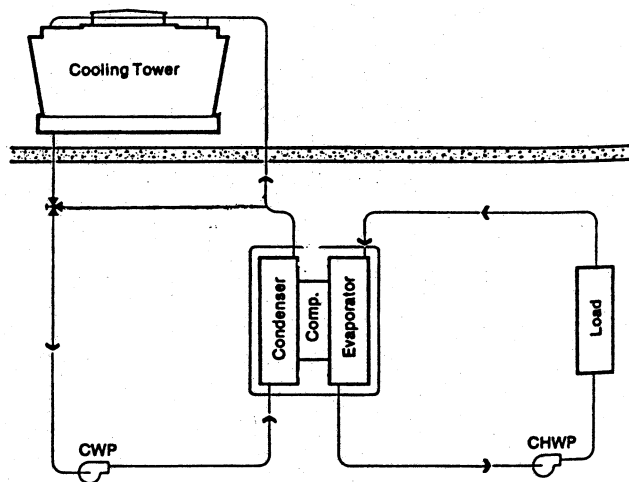 Cooling Tower
Condenser
Comp.
Evaporator
Load
CWP
CHWP